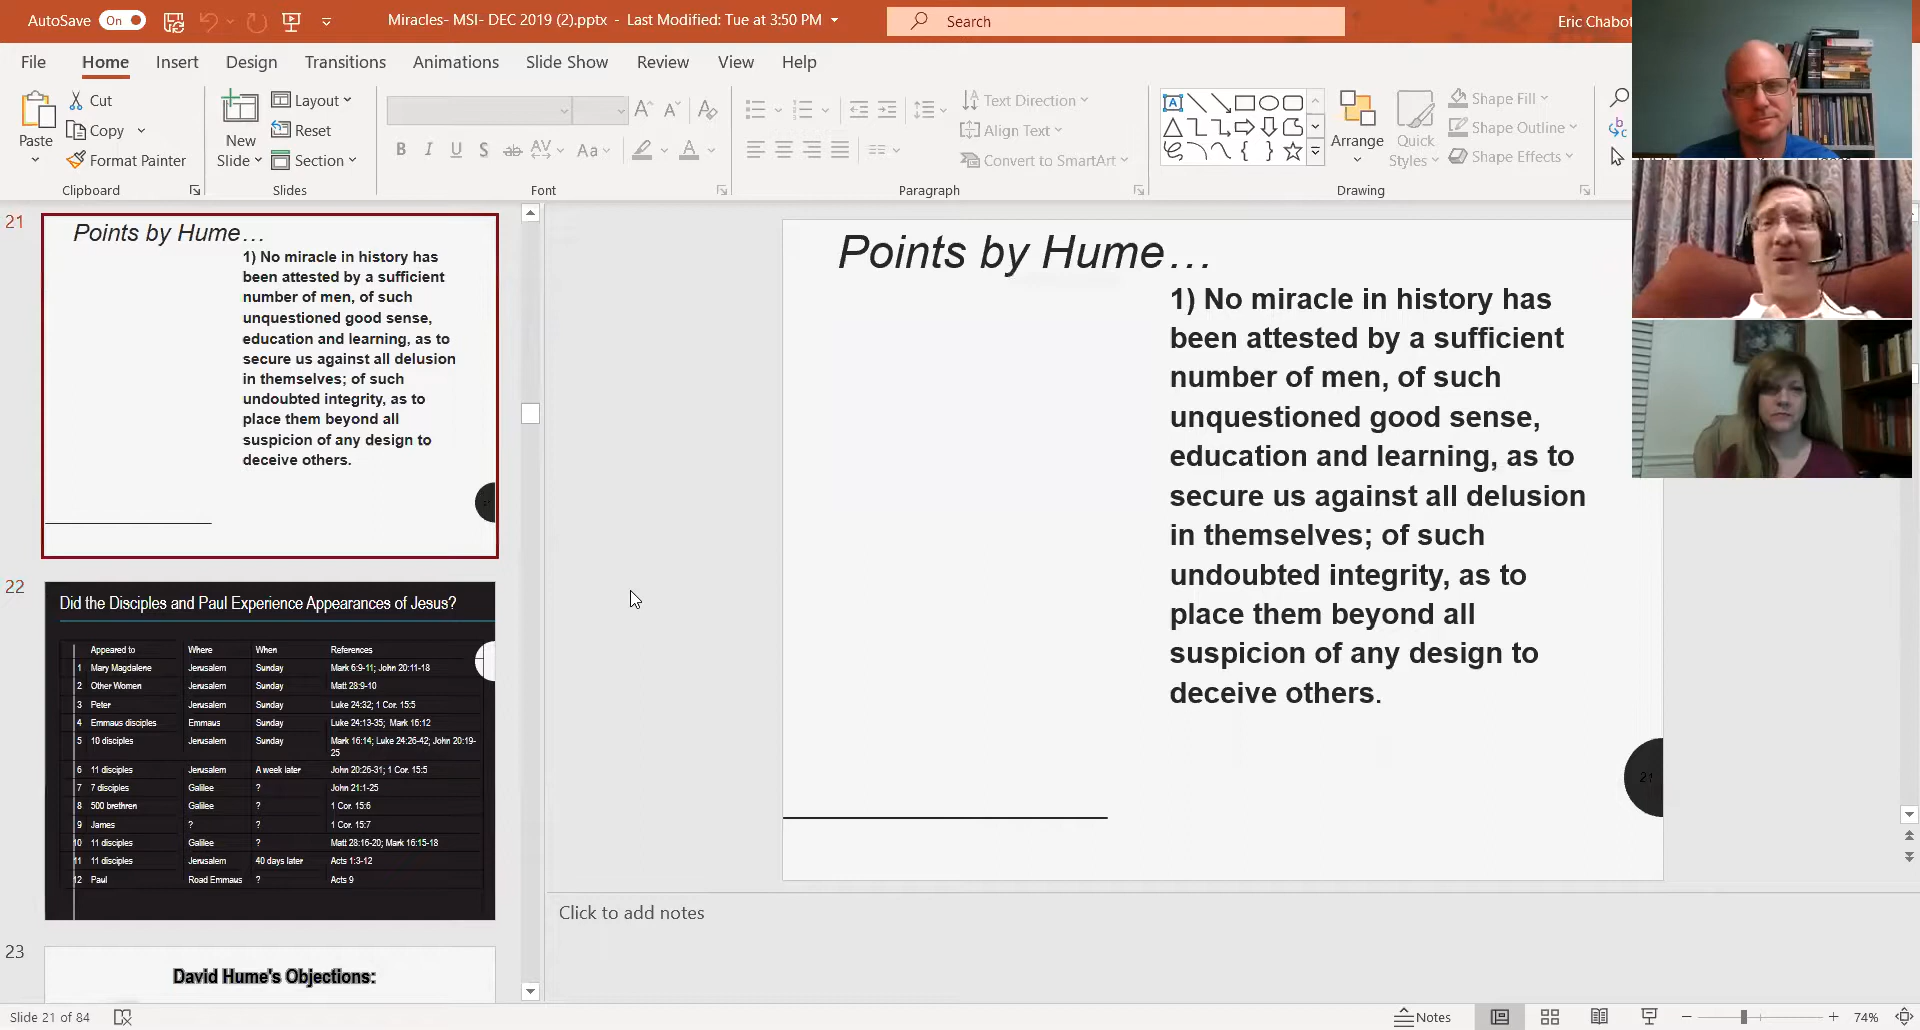 AutoSave On Miracles- MSI- DEC 2019 (2).pptx - Last Modified: Tue at 3:50 PM Search Eric Chabot
File Home Insert Design Transitions Animations Slide Show Review View Help
Paste
Cut
Copy
Format Painter
Clipboard
New
Slide
Layout
Reset
Section
Slides
B I U S ab AV Aa A
Font
Text Direction
Align Text
Convert to SmartArt
Paragraph
Arrange
Quick
Styles
Shape Fill
Shape Outline
Shape Effects
Drawing
21
Points by Hume…
1) No miracle in history has
been attested by a sufficient
number of men, of such
unquestioned good sense,
education and learning, as to
secure us against all delusion
in themselves; of such
undoubted integrity, as to
place them beyond all
suspicion of any design to
deceive others.
22
Did the Disciples and Paul Experience Appearances of Jesus?
Appeared to Where When References
1 Mary Magdalene Jerusalem Sunday Mark 6:9-11; John 20:11-18
2 Other Women Jerusalem Sunday Matt 28:9-10
3 Peter Jerusalem Sunday Luke 24:32; 1 Cor. 15:5
4 Emmaus disciples Emmaus Sunday Luke 24:13-35; Mark 16:12
5 10 disciples Jerusalem Sunday Mark 16:14; Luke 24:26-42; John 20:19-
25
6 11 disciples Jerusalem A week later John 20:26-31; 1 Cor. 15:5
7 7 disciples Galilee ? John 21:1-25
8 500 brethren Galilee ? 1 Cor. 15:6
9 James ? ? 1 Cor. 15:7
10 11 disciples Galilee ? Matt 28:16-20; Mark 16:15-18
11 11 disciples Jerusalem 40 days later Acts 1:3-12
12 Paul Road Emmaus ? Acts 9
23
David Hume's Objections:
Points by Hume…
1) No miracle in history has
been attested by a sufficient
number of men, of such
unquestioned good sense,
education and learning, as to
secure us against all delusion
in themselves; of such
undoubted integrity, as to
place them beyond all
suspicion of any design to
deceive others.
21
Click to add notes
Slide 21 of 84 Notes 74%